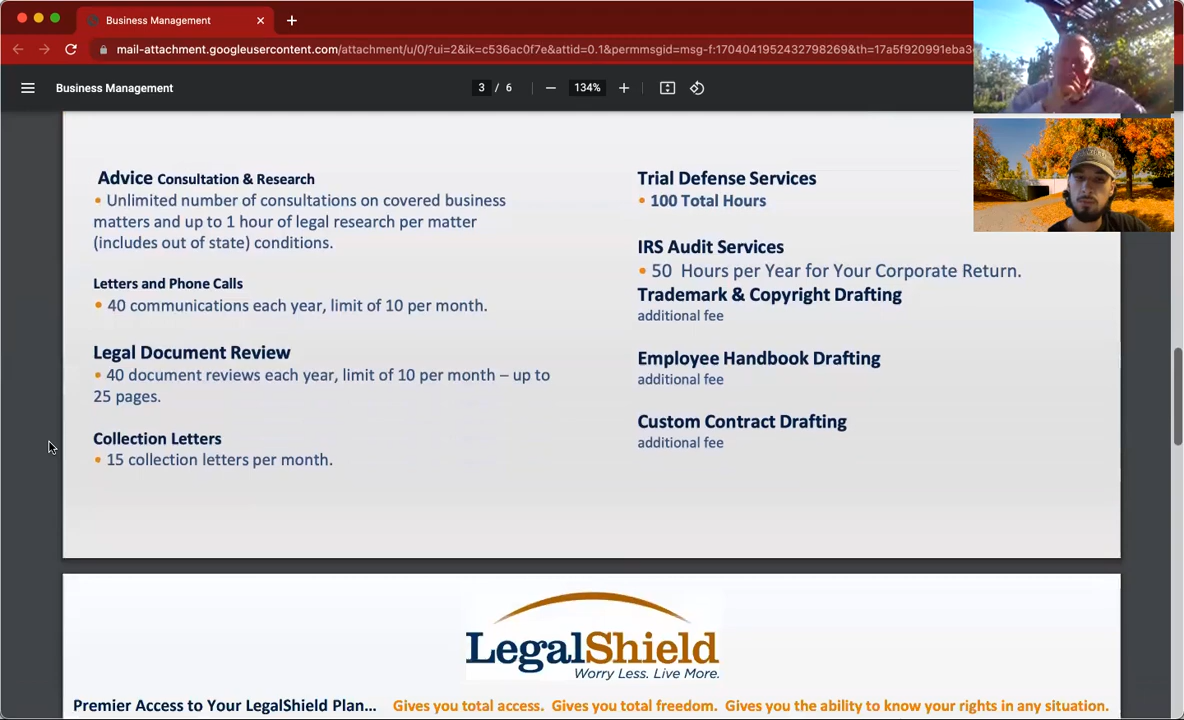 Business Management
mail-attachment.googleusercontent.com/attachment/u/0/?ui=2&ik=c536ac0f7e&attid=0.1&permmsgid=msg-f:1704041952432798269&th=17a5f920991eba3
Business Management
3 / 6
134%
Advice Consultation & Research
• Unlimited number of consultations on covered business
matters and up to 1 hour of legal research per matter
(includes out of state) conditions.
Letters and Phone Calls
• 40 communications each year, limit of 10 per month.
Legal Document Review
• 40 document reviews each year, limit of 10 per month – up to
25 pages.
Collection Letters
• 15 collection letters per month.
Trial Defense Services
• 100 Total Hours
IRS Audit Services
• 50 Hours per Year for Your Corporate Return.
Trademark & Copyright Drafting
additional fee
Employee Handbook Drafting
additional fee
Custom Contract Drafting
additional fee
LegalShield
Worry Less. Live More.
Premier Access to Your LegalShield Plan... Gives you total access. Gives you total freedom. Gives you the ability to know your rights in any situation.